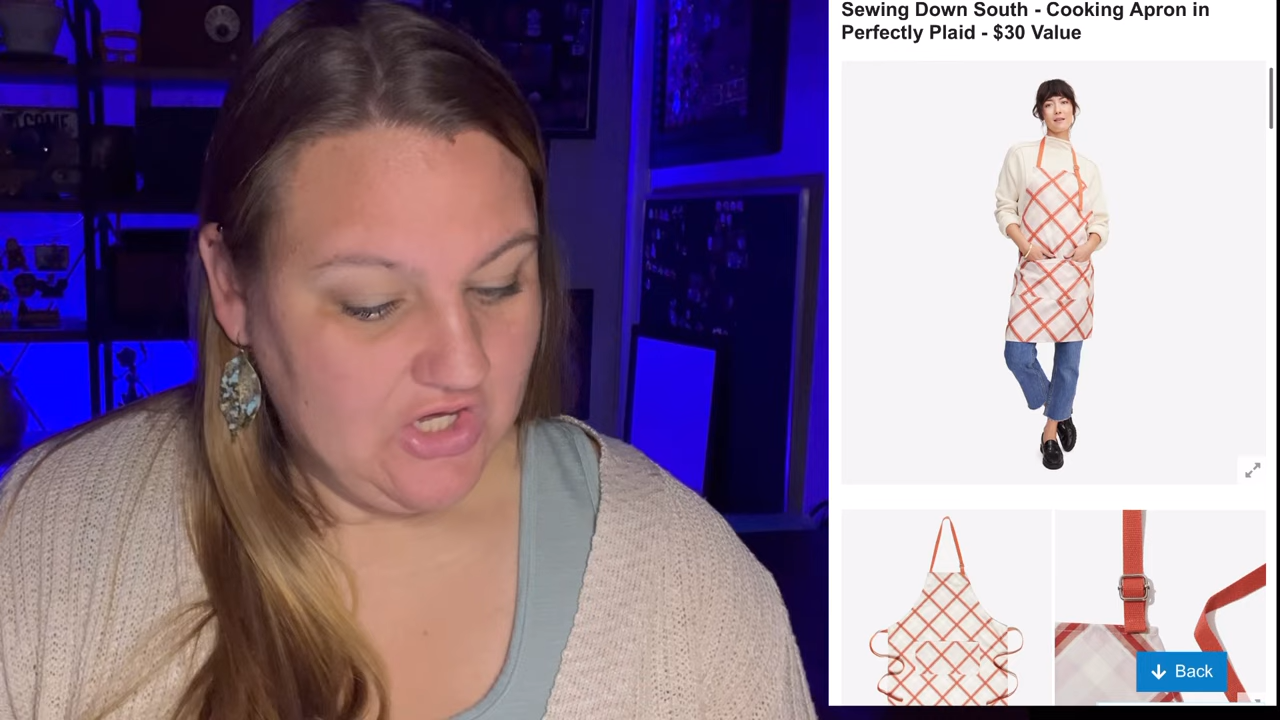 Sewing Down South - Cooking Apron in
Perfectly Plaid - $30 Value
Back